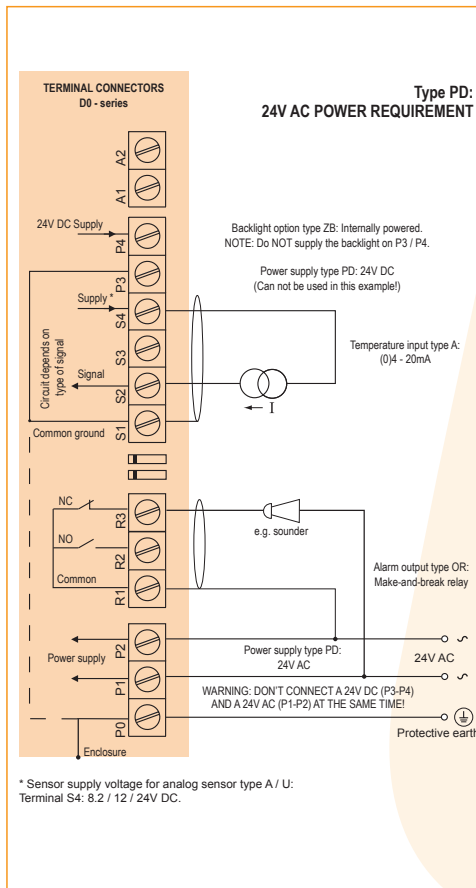 TERMINAL CONNECTORS
D0 - series
Type PD:
24V AC POWER REQUIREMENT
A2
A1
24V DC Supply
P4
Backlight option type ZB: Internally powered.
NOTE: Do NOT supply the backlight on P3 / P4.
P3
Power supply type PD: 24V DC
(Can not be used in this example!)
Supply *
S4
Circuit depends on
type of signal
S3
Temperature input type A:
(0)4 - 20mA
Signal
S2
I
S1
Common ground
NC
R3
e.g. sounder
NO
R2
Alarm output type OR:
Make-and-break relay
Common
R1
P2
Power supply
Power supply type PD:
24V AC
24V AC
P1
WARNING: DON'T CONNECT A 24V DC (P3-P4)
AND A 24V AC (P1-P2) AT THE SAME TIME!
P0
Protective earth
Enclosure
* Sensor supply voltage for analog sensor type A / U:
Terminal S4: 8.2 / 12 / 24V DC.